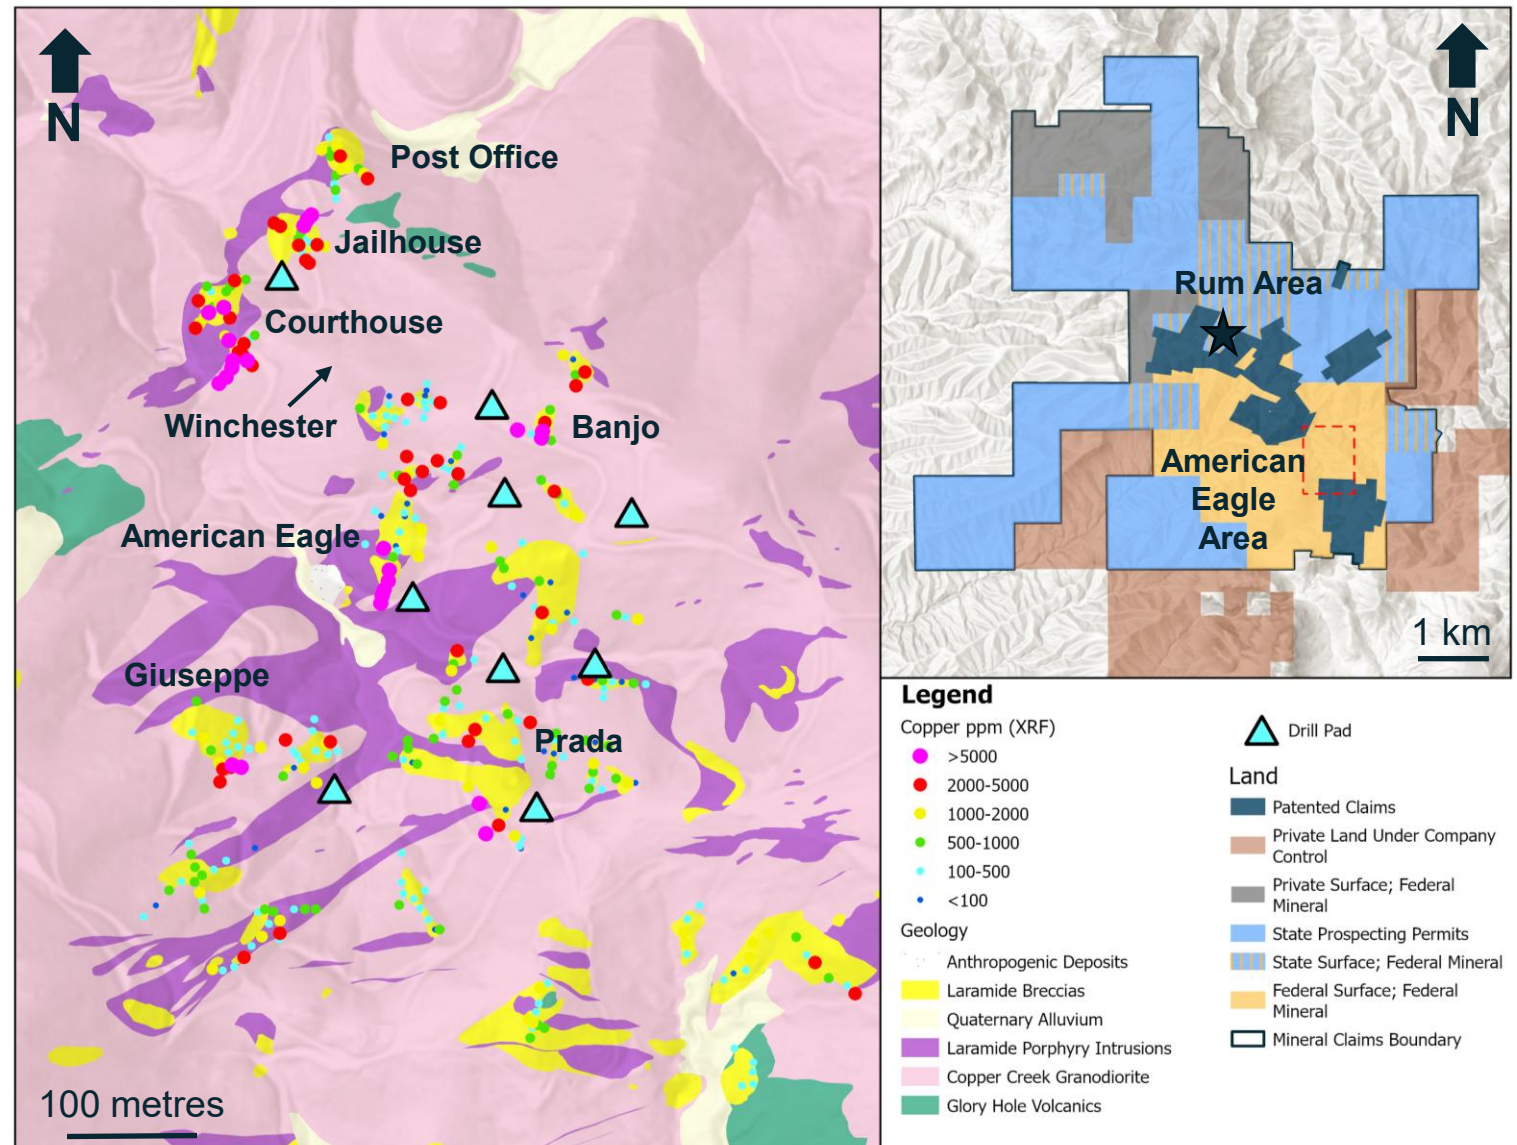 N
Post Office
Jailhouse
Courthouse
Winchester
Banjo
American Eagle
Giuseppe
Prada
100 metres
N
Rum Area
American
Eagle
Area
1 km
Legend
Copper ppm (XRF)
>5000
2000-5000
1000-2000
500-1000
100-500
<100
Geology
Anthropogenic Deposits
Laramide Breccias
Quaternary Alluvium
Laramide Porphyry Intrusions
Copper Creek Granodiorite
Glory Hole Volcanics
Drill Pad
Land
Patented Claims
Private Land Under Company
Control
Private Surface; Federal
Mineral
State Prospecting Permits
State Surface; Federal Mineral
Federal Surface; Federal
Mineral
Mineral Claims Boundary